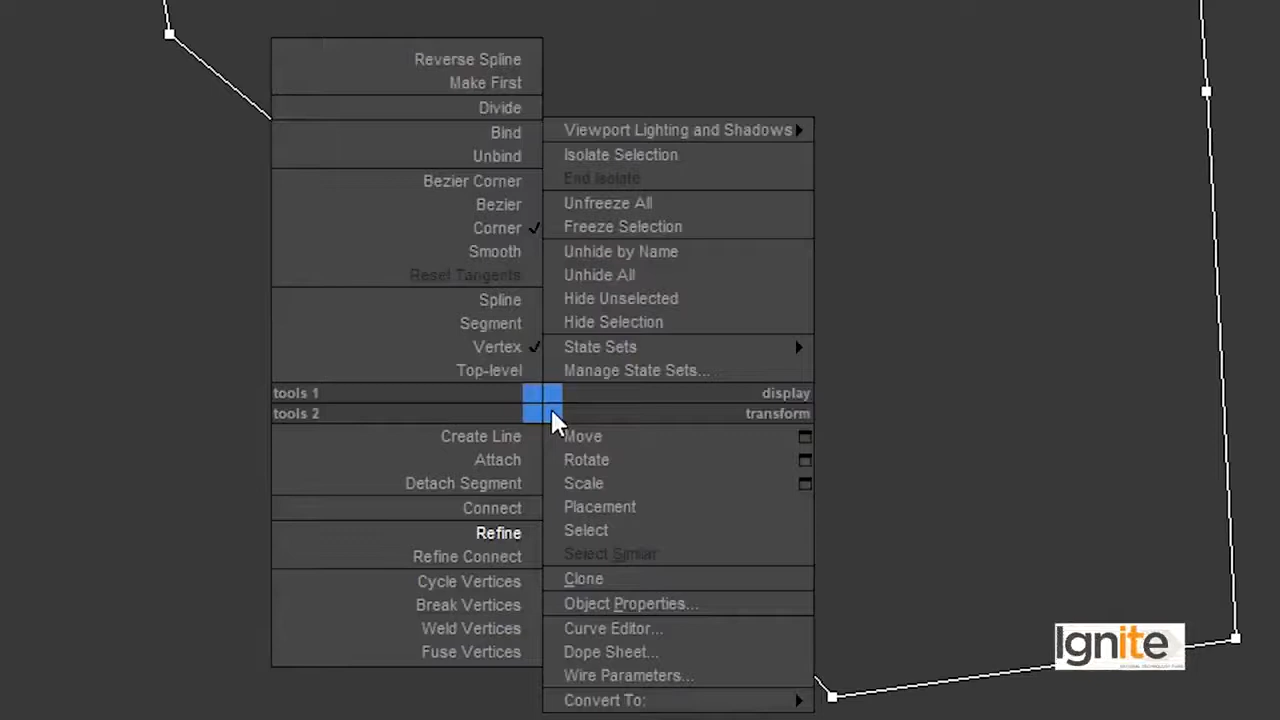 Reverse Spline
Make First
Divide
Bind
Unbind
Bezier Corner
Bezier
Corner
Smooth
Reset Tangents
Spline
Segment
Vertex
Top-level
tools 1
tools 2
Create Line
Attach
Detach Segment
Connect
Refine
Refine Connect
Cycle Vertices
Break Vertices
Weld Vertices
Fuse Vertices
Viewport Lighting and Shadows
Isolate Selection
End Isolate
Unfreeze All
Freeze Selection
Unhide by Name
Unhide All
Hide Unselected
Hide Selection
State Sets
Manage State Sets...
display
transform
Move
Rotate
Scale
Placement
Select
Select Similar
Clone
Object Properties...
Curve Editor...
Dope Sheet...
Wire Parameters...
Convert To:
Ignite